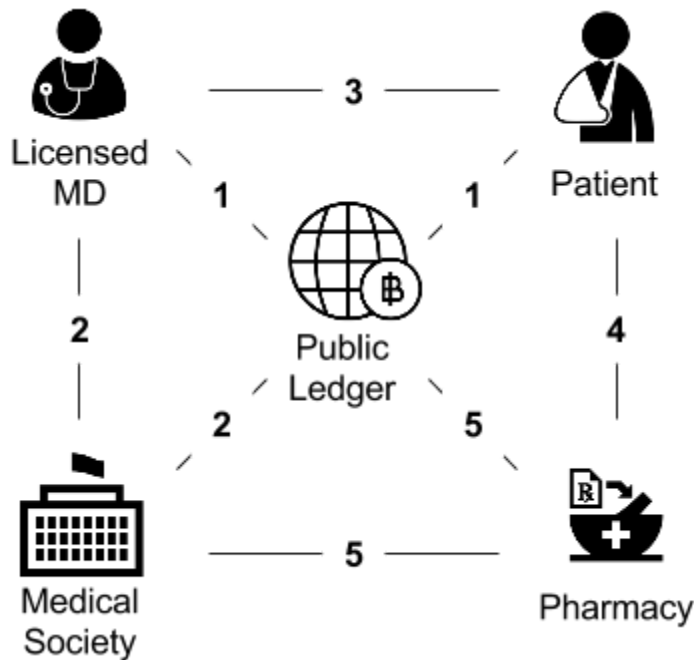 3
Licensed
MD
Patient
1
1
2
4
Public
Ledger
2
5
℞
5
Medical
Society
Pharmacy